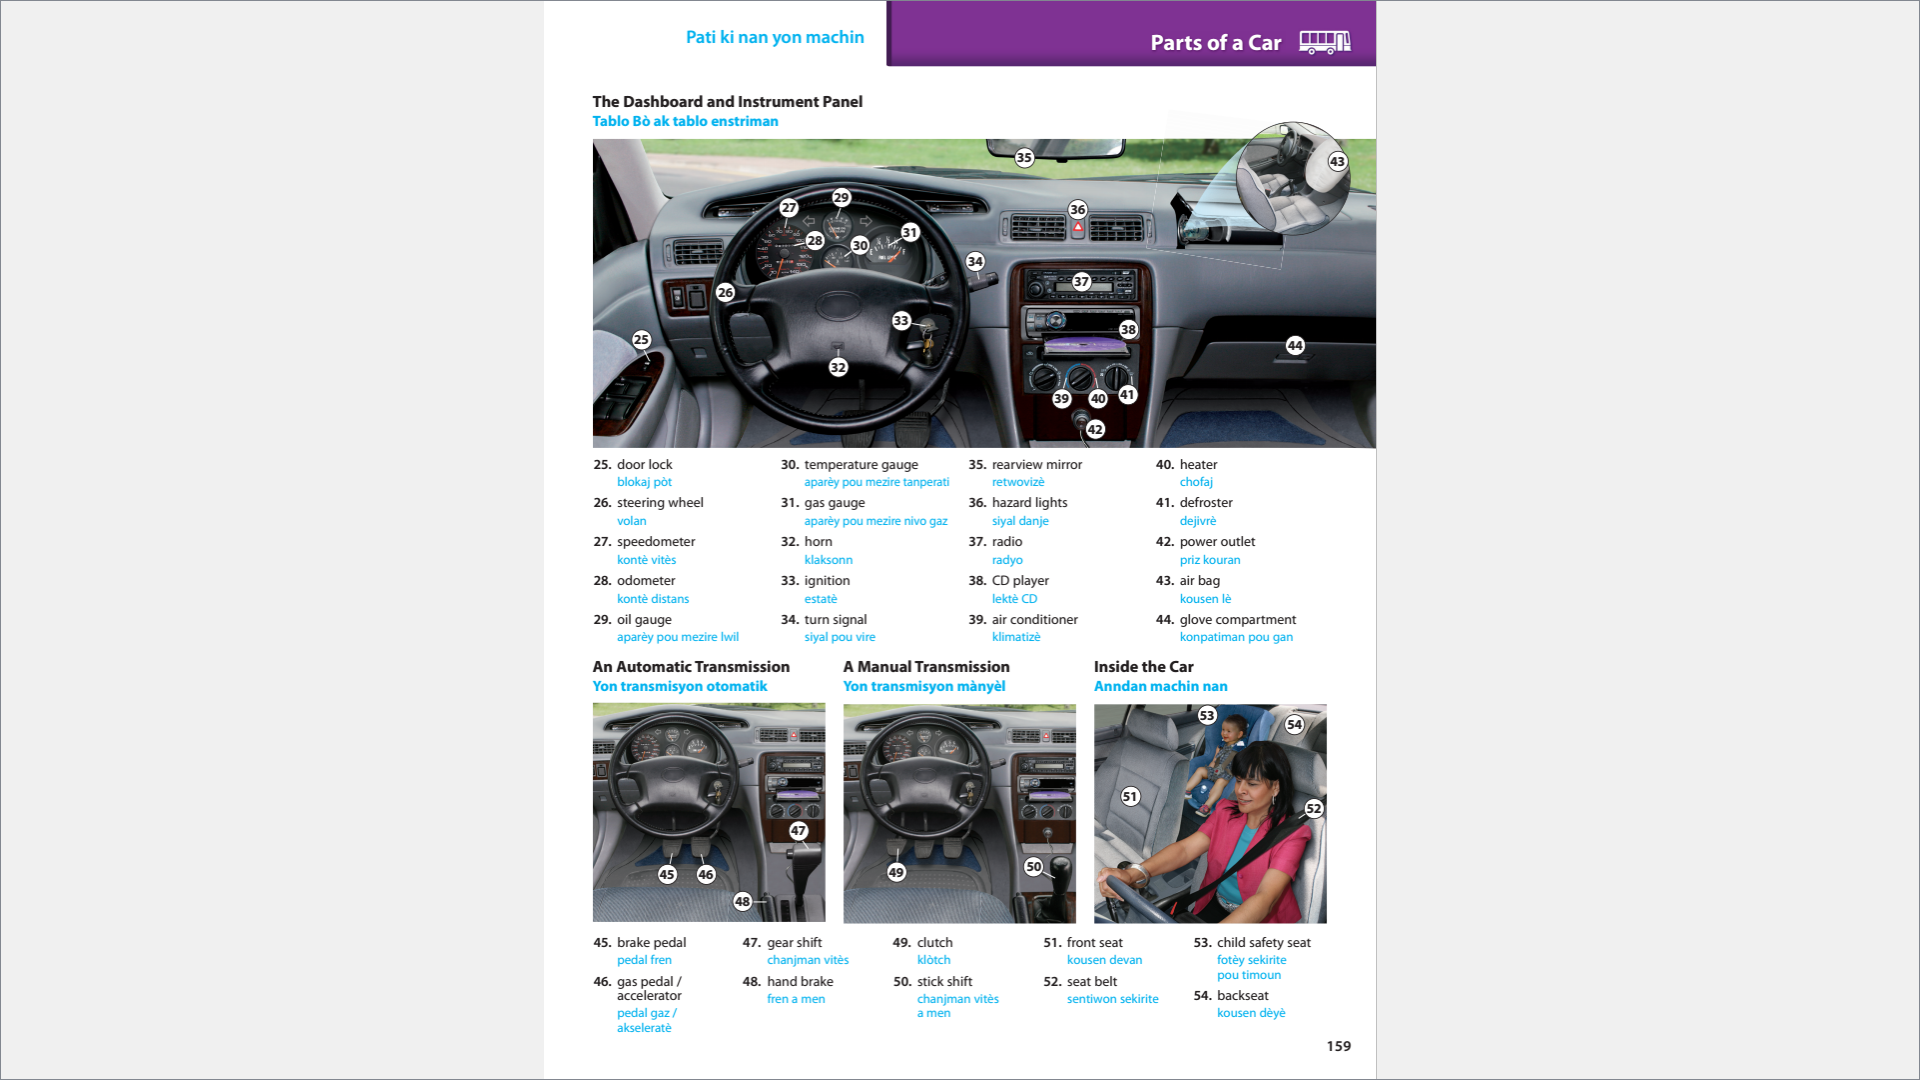 Pati ki nan yon machin
Parts of a Car
The Dashboard and Instrument Panel
Tablo Bò ak tablo enstriman
35
43
29
27
36
31
28
30
34
26
37
33
38
25
44
32
39
40
41
42
25. door lock
blokaj pòt
26. steering wheel
volan
27. speedometer
kontè vitès
28. odometer
kontè distans
29. oil gauge
aparèy pou mezire lwil
30. temperature gauge
aparèy pou mezire tanperati
31. gas gauge
aparèy pou mezire nivo gaz
32. horn
klaksonn
33. ignition
estatè
34. turn signal
siyal pou vire
35. rearview mirror
retwovizè
36. hazard lights
siyal danje
37. radio
radyo
38. CD player
lektè CD
39. air conditioner
klimatizè
40. heater
chofaj
41. defroster
dejivrè
42. power outlet
priz kouran
43. air bag
kousen lè
44. glove compartment
konpatiman pou gan
An Automatic Transmission
Yon transmisyon otomatik
47
45
46
48
A Manual Transmission
Yon transmisyon mànyèl
49
50
Inside the Car
Anndan machin nan
53
54
51
52
45. brake pedal
pedal fren
46. gas pedal /
accelerator
pedal gaz /
akseleratè
47. gear shift
chanjman vitès
48. hand brake
fren a men
49. clutch
klòtch
50. stick shift
chanjman vitès
a men
51. front seat
kousen devan
52. seat belt
sentiwon sekirite
53. child safety seat
fotèy sekirite
pou timoun
54. backseat
kousen dèyè
159